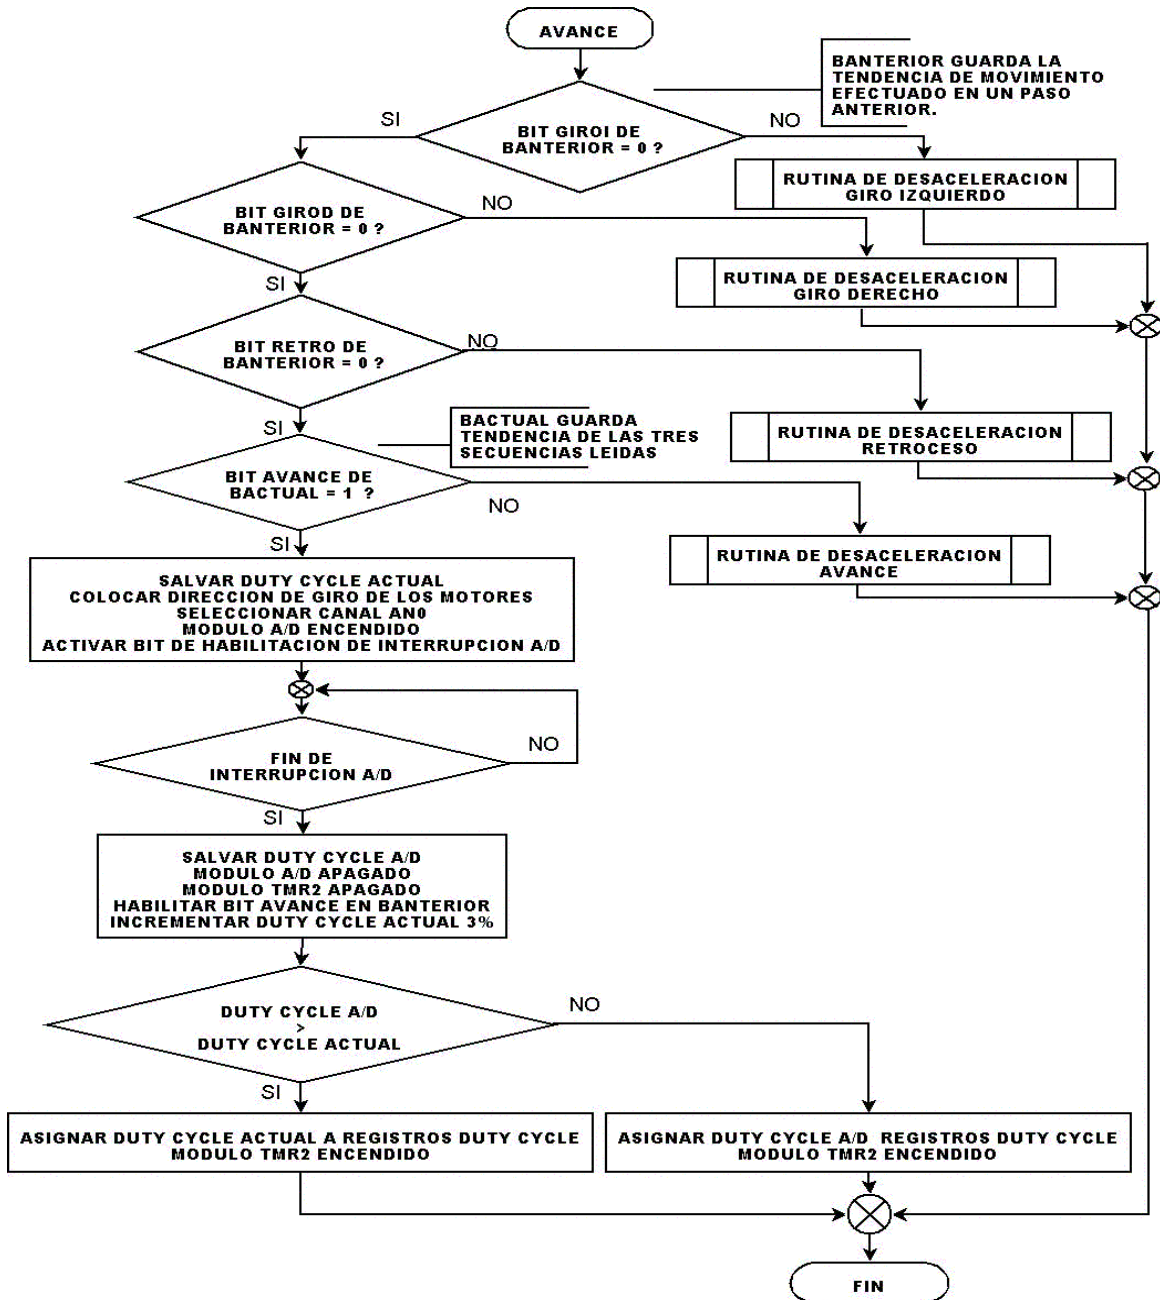 AVANCE
BANTERIOR GUARDA LA
TENDENCIA DE MOVIMIENTO
EFECTUADO EN UN PASO
ANTERIOR.
SI
NO
BIT GIROI DE
BANTERIOR = 0 ?
RUTINA DE DESACELERACION
GIRO IZQUIERDO
BIT GIROD DE
BANTERIOR = 0 ?
NO
SI
RUTINA DE DESACELERACION
GIRO DERECHO
BIT RETRO DE
BANTERIOR = 0 ?
NO
SI
BACTUAL GUARDA
TENDENCIA DE LAS TRES
SECUENCIAS LEIDAS
RUTINA DE DESACELERACION
RETROCESO
BIT AVANCE DE
BACTUAL = 1 ?
NO
SI
RUTINA DE DESACELERACION
AVANCE
SALVAR DUTY CYCLE ACTUAL
COLOCAR DIRECCION DE GIRO DE LOS MOTORES
SELECCIONAR CANAL AN0
MODULO A/D ENCENDIDO
ACTIVAR BIT DE HABILITACION DE INTERRUPCION A/D
FIN DE
INTERRUPCION A/D
NO
SI
SALVAR DUTY CYCLE A/D
MODULO A/D APAGADO
MODULO TMR2 APAGADO
HABILITAR BIT AVANCE EN BANTERIOR
INCREMENTAR DUTY CYCLE ACTUAL 3%
DUTY CYCLE A/D
>
DUTY CYCLE ACTUAL
NO
SI
ASIGNAR DUTY CYCLE ACTUAL A REGISTROS DUTY CYCLE
MODULO TMR2 ENCENDIDO
ASIGNAR DUTY CYCLE A/D REGISTROS DUTY CYCLE
MODULO TMR2 ENCENDIDO
FIN